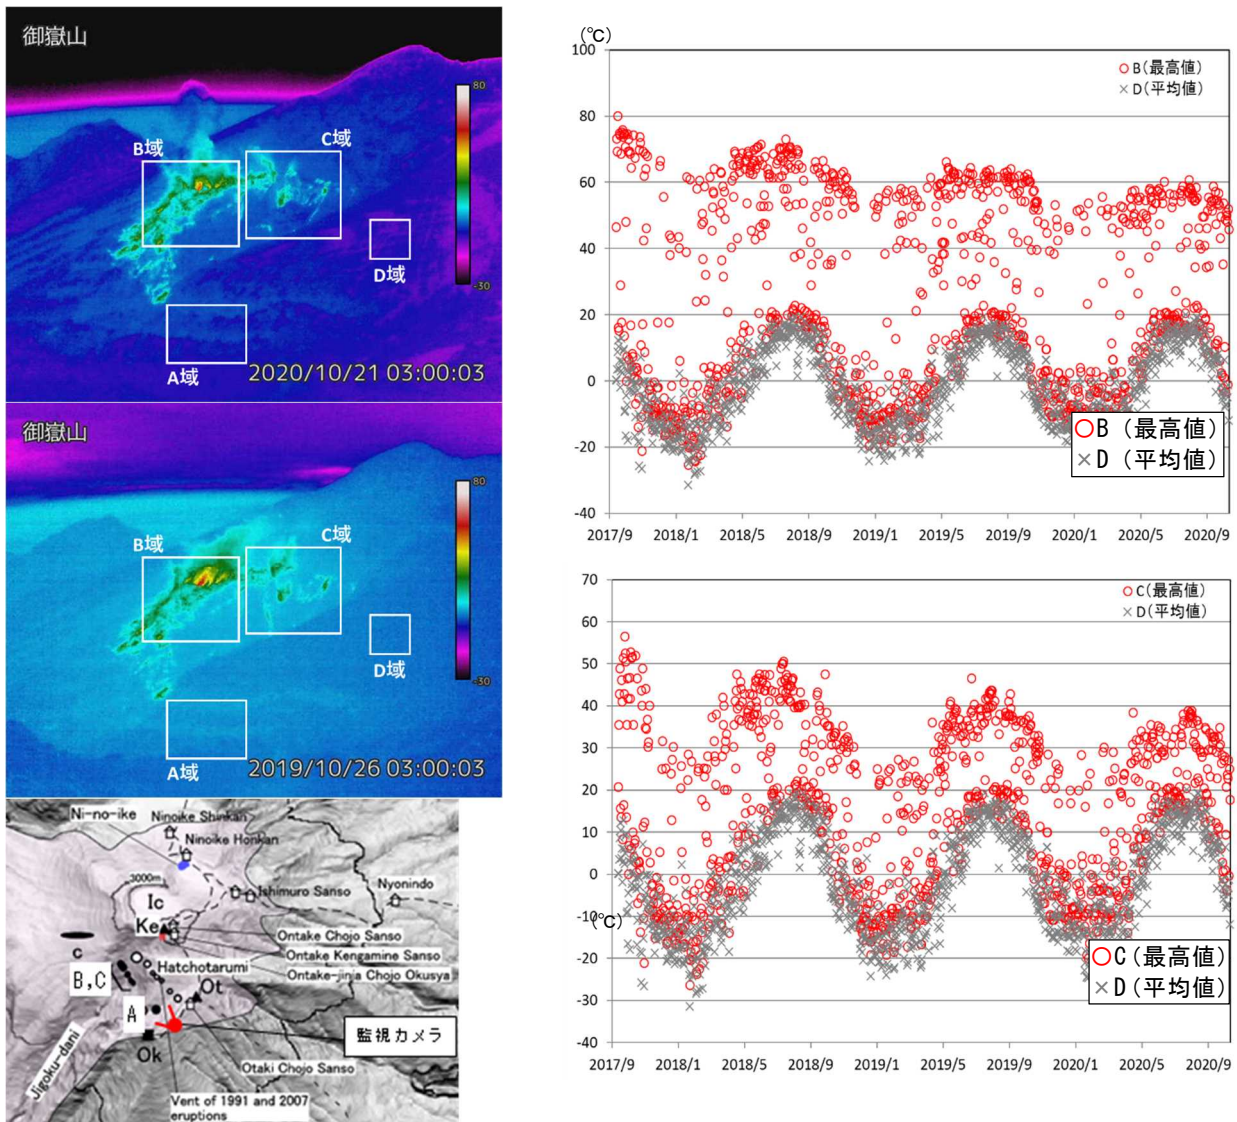 御嶽山
80
B域
C域
D域
-30
A域
2020/10/21 03:00:03
御嶽山
80
B域
C域
D域
-30
A域
2019/10/26 03:00:03
Ni-no-ike
Ninoike Shinkan
Ninoike Honkan
3000m
Ic
Ishimuro Sanso
Nyonindo
Ke
Ontake Chojo Sanso
Ontake Kengamine Sanso
Ontake-jinja Chojo Okusya
c
B,C
Hatchotarumi
Ot
A
監視カメラ
Ok
Jigoku-dani
Otaki Chojo Sanso
Vent of 1991 and 2007
eruptions
(℃)
100
80
60
40
20
0
-20
-40
B(最高値)
D(平均値)
B (最高値)
D (平均値)
2017/9 2018/1 2018/5 2018/9 2019/1 2019/5 2019/9 2020/1 2020/5 2020/9
70
60
50
40
30
20
10
0
-10
(℃)
-20
-30
-40
C(最高値)
D(平均値)
C(最高値)
D(平均値)
2017/9 2018/1 2018/5 2018/9 2019/1 2019/5 2019/9 2020/1 2020/5 2020/9